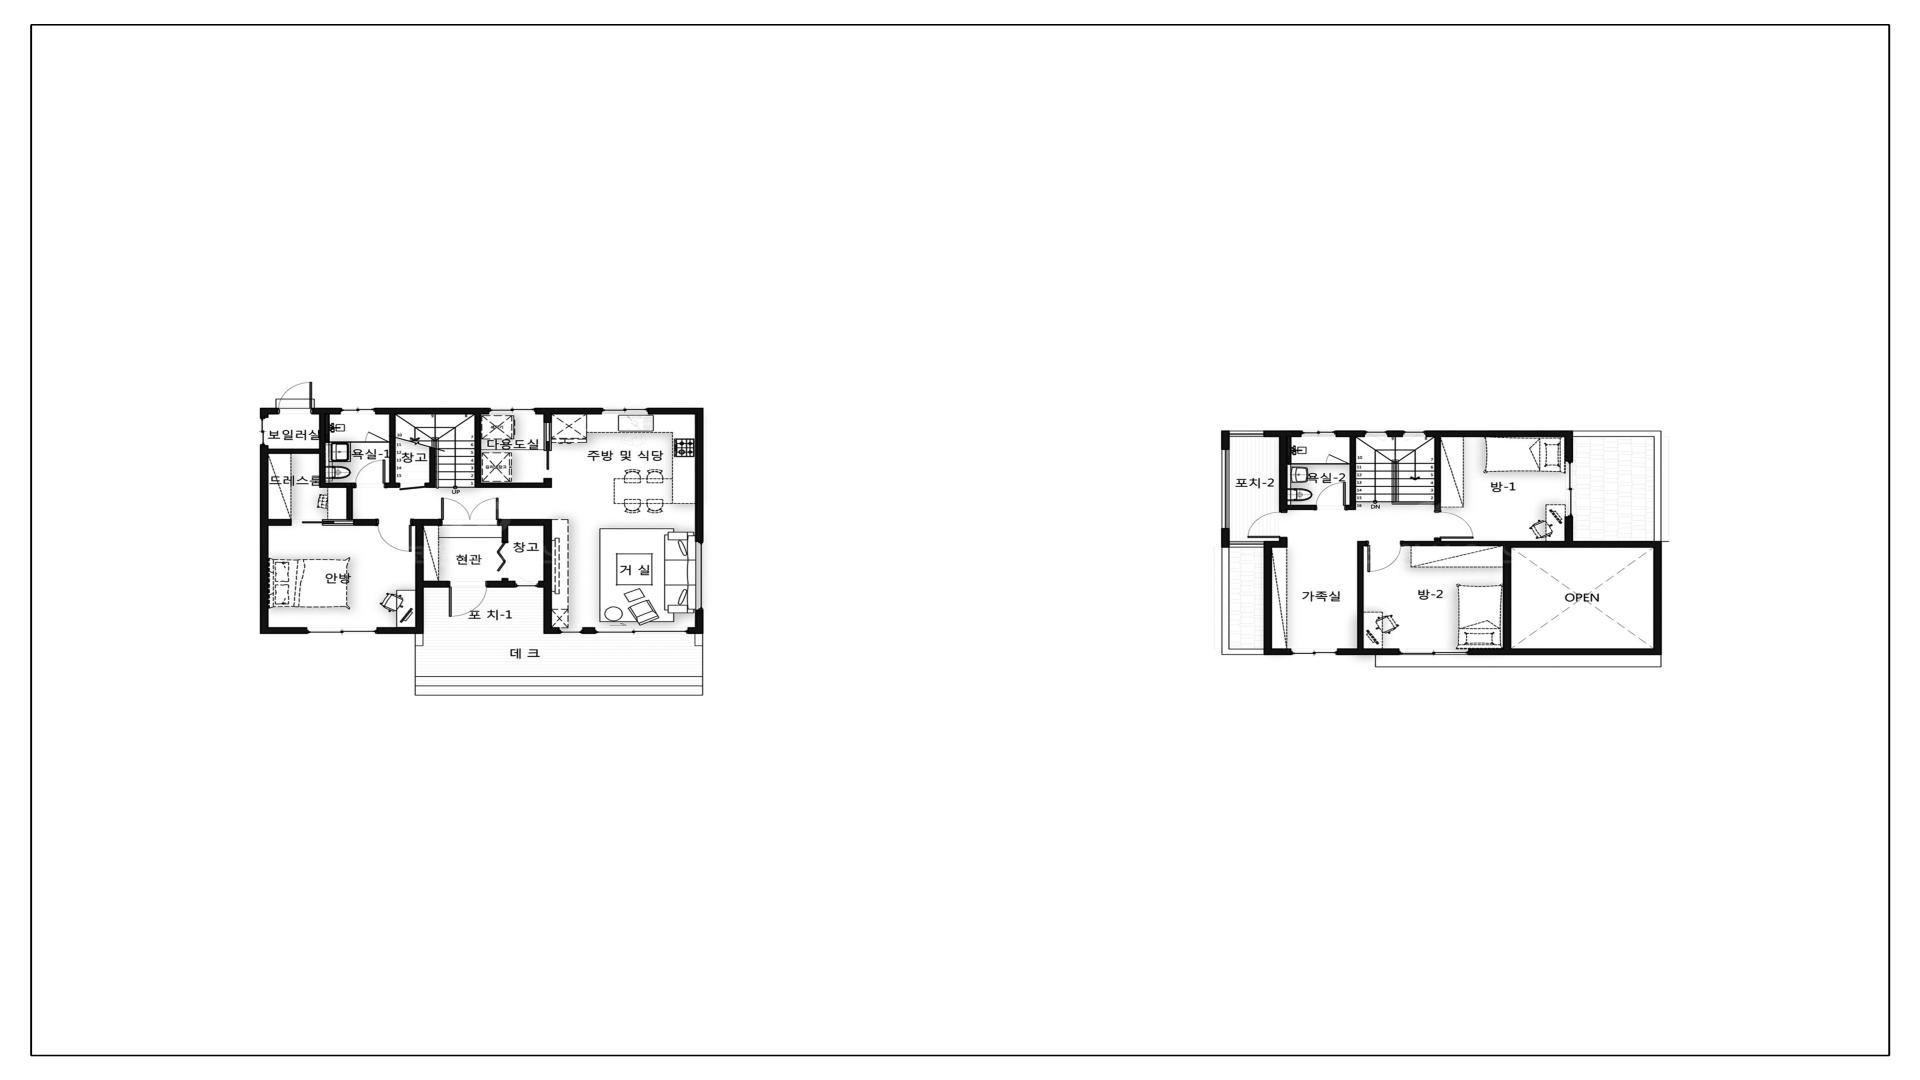 보일러실
욕실-1
창고
다용도실
주방 및 식당
드레스룸
UP
현관
창고
거 실
안방
포 치-1
데 크
포치-2
욕실-2
DN
방-1
가족실
방-2
OPEN